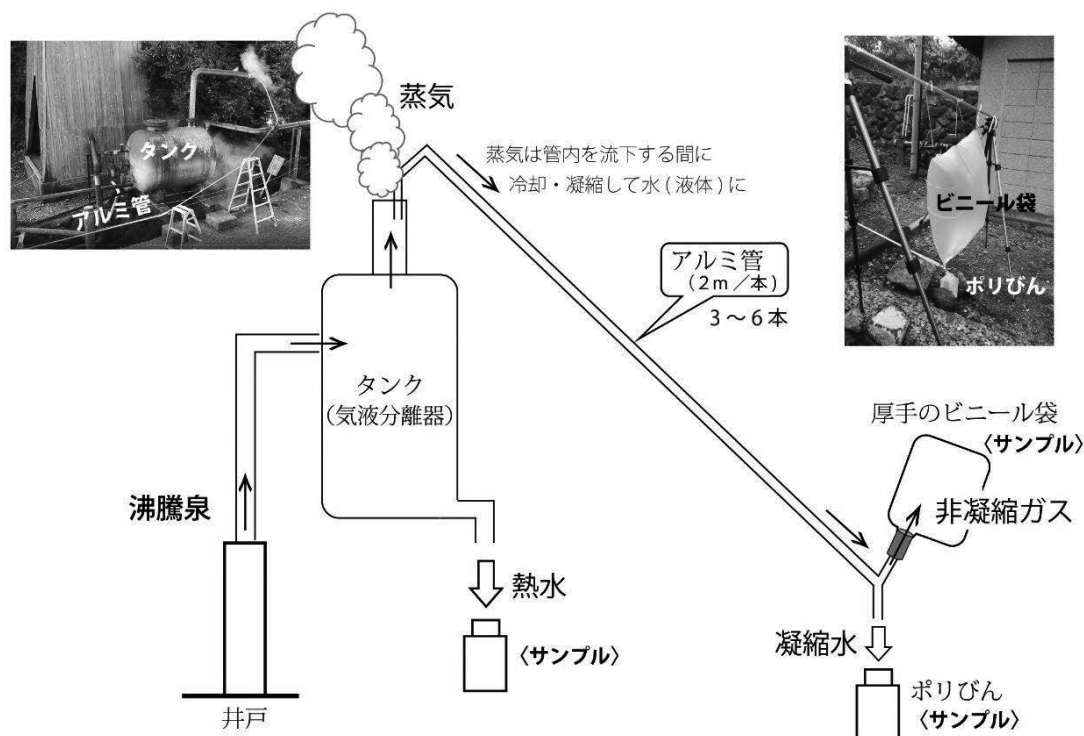 タンク
アルミ管
蒸気
蒸気は管内を流下する間に
冷却・凝縮して水(液体)に
ビニール袋
ポリびん
アルミ管
(2m/本)
3〜6本
タンク
(気液分離器)
厚手のビニール袋
〈サンプル〉
非凝縮ガス
沸騰泉
熱水
〈サンプル〉
凝縮水
ポリびん
〈サンプル〉
井戸